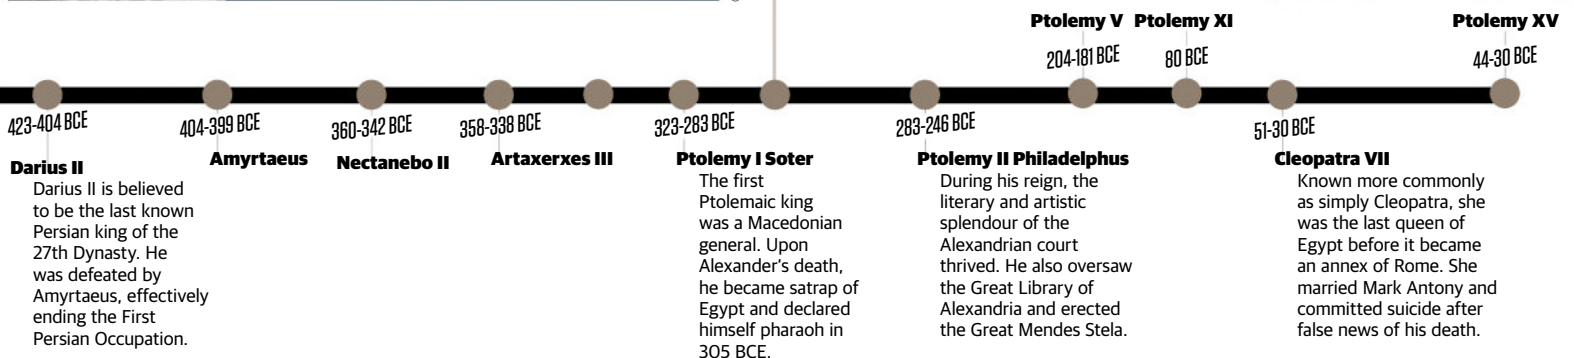 Ptolemy V
204-181 BCE
Ptolemy XI
80 BCE
Ptolemy XV
44-30 BCE
423-404 BCE
Darius II
Darius II is believed
to be the last known
Persian king of the
27th Dynasty. He
was defeated by
Amyrtaeus, effectively
ending the First
Persian Occupation.
404-399 BCE
Amyrtaeus
360-342 BCE
Nectanebo II
358-338 BCE
Artaxerxes III
323-283 BCE
Ptolemy I Soter
The first
Ptolemaic king
was a Macedonian
general. Upon
Alexander's death,
he became satrap of
Egypt and declared
himself pharaoh in
305 BCE.
283-246 BCE
Ptolemy II Philadelphus
During his reign, the
literary and artistic
splendour of the
Alexandrian court
thrived. He also oversaw
the Great Library of
Alexandria and erected
the Great Mendes Stela.
51-30 BCE
Cleopatra VII
Known more commonly
as simply Cleopatra, she
was the last queen of
Egypt before it became
an annex of Rome. She
married Mark Antony and
committed suicide after
false news of his death.